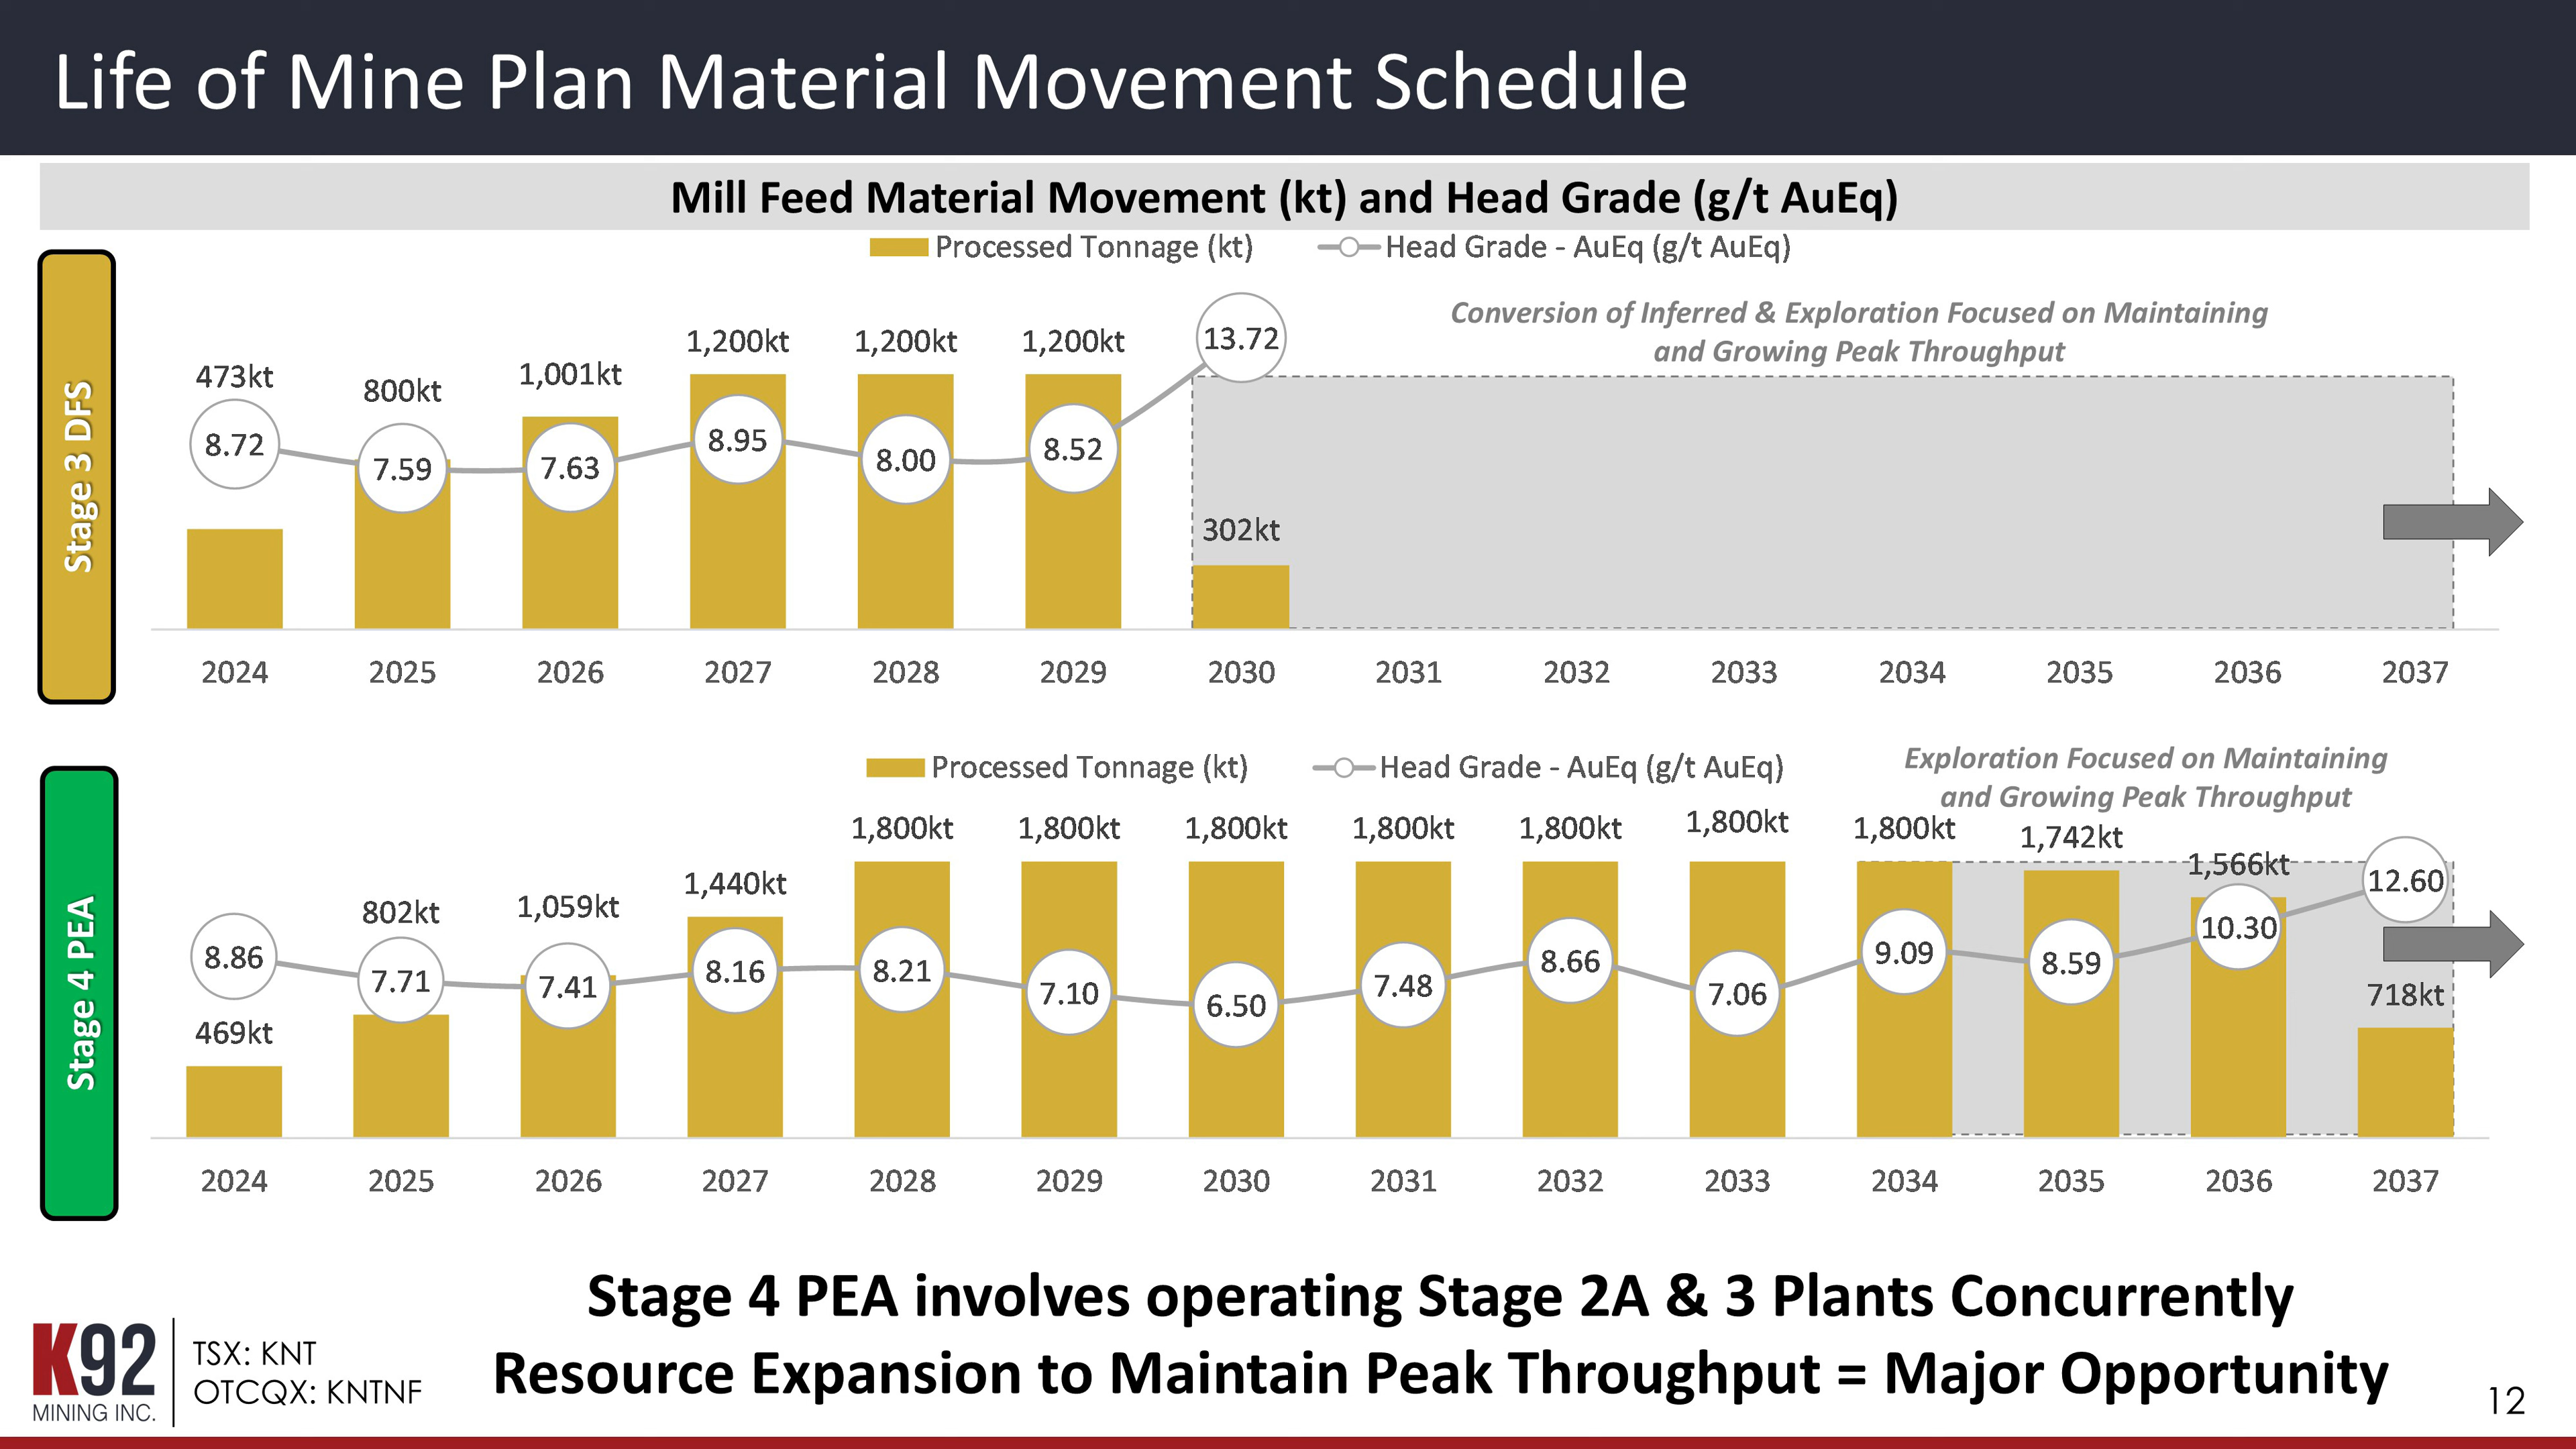 Life of Mine Plan Material Movement Schedule
Mill Feed Material Movement (kt) and Head Grade (g/t AuEq)
Processed Tonnage (kt) Head Grade - AuEq (g/t AuEq)
Stage 3 DFS
Conversion of Inferred & Exploration Focused on Maintaining
and Growing Peak Throughput
473kt 800kt 1,001kt 1,200kt 1,200kt 1,200kt 302kt
8.72 7.59 7.63 8.95 8.00 8.52 13.72
2024 2025 2026 2027 2028 2029 2030 2031 2032 2033 2034 2035 2036 2037
Processed Tonnage (kt) Head Grade - AuEq (g/t AuEq)
Stage 4 PEA
Exploration Focused on Maintaining
and Growing Peak Throughput
469kt 802kt 1,059kt 1,440kt 1,800kt 1,800kt 1,800kt 1,800kt 1,800kt 1,800kt 1,800kt 1,742kt 1,566kt 718kt
8.86 7.71 7.41 8.16 8.21 7.10 6.50 7.48 8.66 7.06 9.09 8.59 10.30 12.60
2024 2025 2026 2027 2028 2029 2030 2031 2032 2033 2034 2035 2036 2037
Stage 4 PEA involves operating Stage 2A & 3 Plants Concurrently
Resource Expansion to Maintain Peak Throughput = Major Opportunity
K92
MINING INC.
TSX: KNT
OTCQX: KNTNF
12